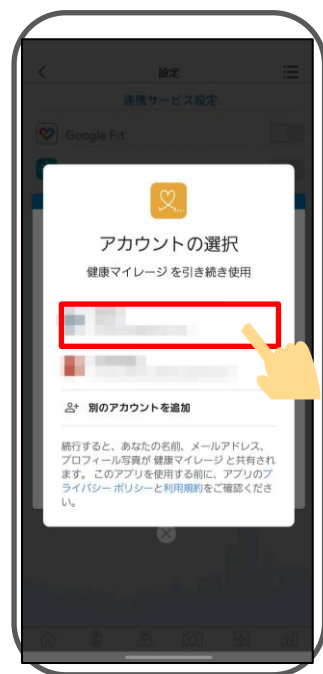 設定
連携サービス設定
Google Fit
アカウントの選択
健康マイレージ を引き続き使用
別のアカウントを追加
続行すると、あなたの名前、メールアドレス、
プロフィール写真が 健康マイレージ と共有され
ます。このアプリを使用する前に、アプリのプ
ライバシー ポリシーと利用規約をご確認くださ
い。